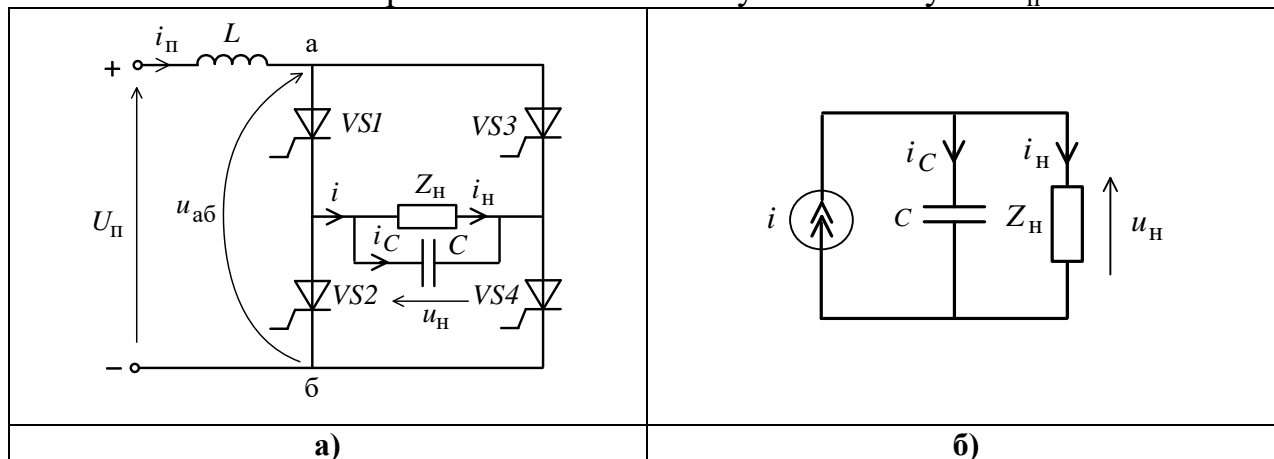 i_п L а
+
VS1 VS3
i Z_н i_н
u_аб i_C C
U_п
VS2 VS4
u_н
−
б
i i_C i_н
C Z_н u_н
а) б)